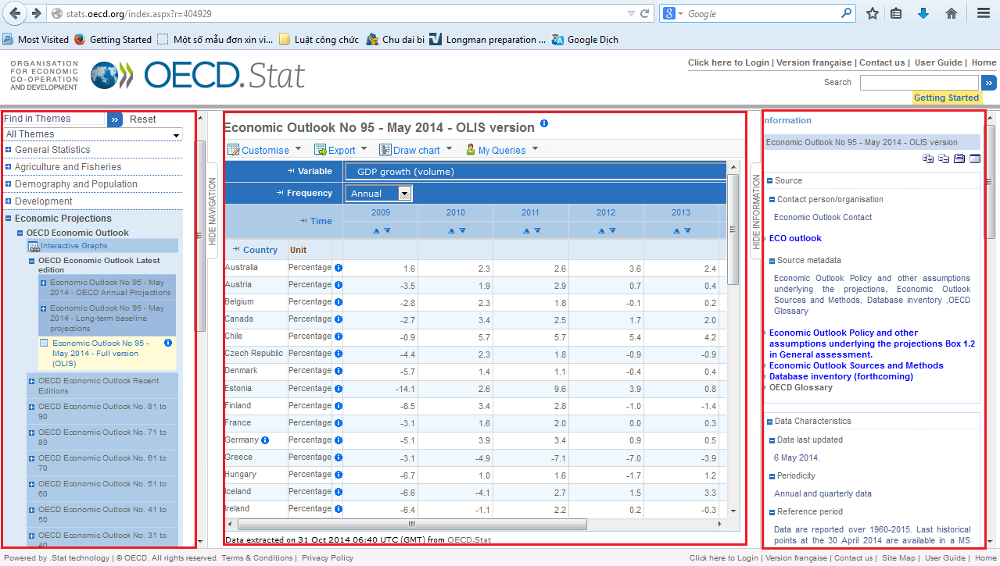 stats.oecd.org/index.aspx?r=404929
Google
Most Visited
Getting Started
Một số mẫu đơn xin vi...
Luật công chức
Chu dai bi
Longman preparation ...
Google Dịch
ORGANISATION
FOR ECONOMIC
CO-OPERATION
AND DEVELOPMENT
OECD.Stat
Click here to Login | Version française | Contact us | User Guide | Home
Search
Getting Started
Find in Themes » Reset
All Themes
General Statistics
Agriculture and Fisheries
Demography and Population
Development
Economic Projections
OECD Economic Outlook
Interactive Graphs
OECD Economic Outlook Latest
edition
Economic Outlook No 95 - May
2014 - OECD Annual Projections
Economic Outlook No 95 - May
2014 - Long-term baseline
projections
Economic Outlook No 95 -
May 2014 - Full version
(OLIS)
OECD Economic Outlook Recent
Editions
OECD Economic Outlook No. 81 to
90
OECD Economic Outlook No. 71 to
80
OECD Economic Outlook No. 61 to
70
OECD Economic Outlook No. 51 to
60
OECD Economic Outlook No. 41 to
50
OECD Economic Outlook No. 31 to
40
HIDE NAVIGATION
Economic Outlook No 95 - May 2014 - OLIS version
Customise Export Draw chart My Queries
Variable GDP growth (volume)
Frequency Annual
Time 2009 2010 2011 2012 2013
Country Unit
Australia Percentage 1.6 2.3 2.6 3.6 2.4
Austria Percentage -3.5 1.9 2.9 0.7 0.4
Belgium Percentage -2.8 2.3 1.8 -0.1 0.2
Canada Percentage -2.7 3.4 2.5 1.7 2.0
Chile Percentage -0.9 5.7 5.7 5.4 4.2
Czech Republic Percentage -4.4 2.3 1.8 -0.9 -0.9
Denmark Percentage -5.7 1.4 1.1 -0.4 0.4
Estonia Percentage -14.1 2.6 9.6 3.9 0.8
Finland Percentage -8.5 3.4 2.8 -1.0 -1.4
France Percentage -3.1 1.6 2.0 0.0 0.3
Germany Percentage -5.1 3.9 3.4 0.9 0.5
Greece Percentage -3.1 -4.9 -7.1 -7.0 -3.9
Hungary Percentage -6.7 1.0 1.6 -1.7 1.2
Iceland Percentage -6.6 -4.1 2.7 1.5 3.3
Ireland Percentage -6.4 -1.1 2.2 0.2 -0.3
Data extracted on 31 Oct 2014 06:40 UTC (GMT) from OECD.Stat
HIDE INFORMATION
nformation
Economic Outlook No 95 - May 2014 - OLIS version
Source
Contact person/organisation
Economic Outlook Contact
ECO outlook
Source metadata
Economic Outlook Policy and other assumptions
underlying the projections, Economic Outlook
Sources and Methods, Database inventory ,OECD
Glossary
Economic Outlook Policy and other
assumptions underlying the projections Box 1.2
in General assessment.
Economic Outlook Sources and Methods
Database inventory (forthcoming)
OECD Glossary
Data Characteristics
Date last updated
6 May 2014.
Periodicity
Annual and quarterly data
Reference period
Data are reported over 1960-2015. Last historical
points at the 30 April 2014 are available in a MS
Powered by .Stat technology | © OECD. All rights reserved. Terms & Conditions | Privacy Policy
Click here to Login | Version française | Contact us | Site Map | User Guide | Home